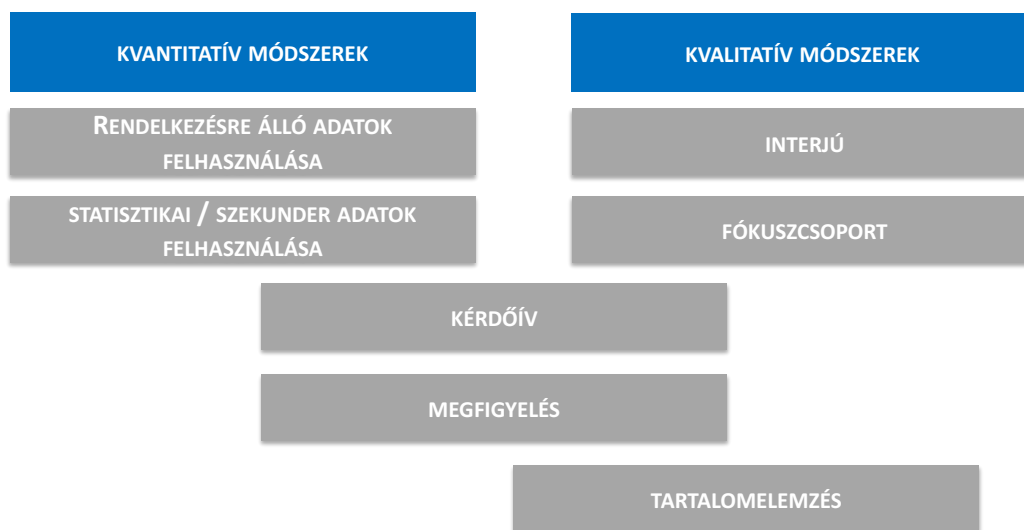 KVANTITATÍV MÓDSZEREK
KVALITATÍV MÓDSZEREK
RENDELKEZÉSRE ÁLLÓ ADATOK
FELHASZNÁLÁSA
INTERJÚ
STATISZTIKAI / SZEKUNDER ADATOK
FELHASZNÁLÁSA
FÓKUSZCSOPORT
KÉRDŐÍV
MEGFIGYELÉS
TARTALOMELEMZÉS